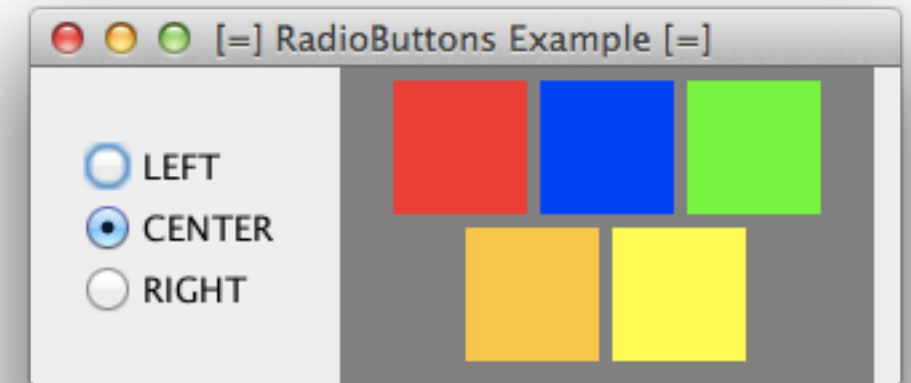 [=] RadioButtons Example [=]
LEFT
CENTER
RIGHT